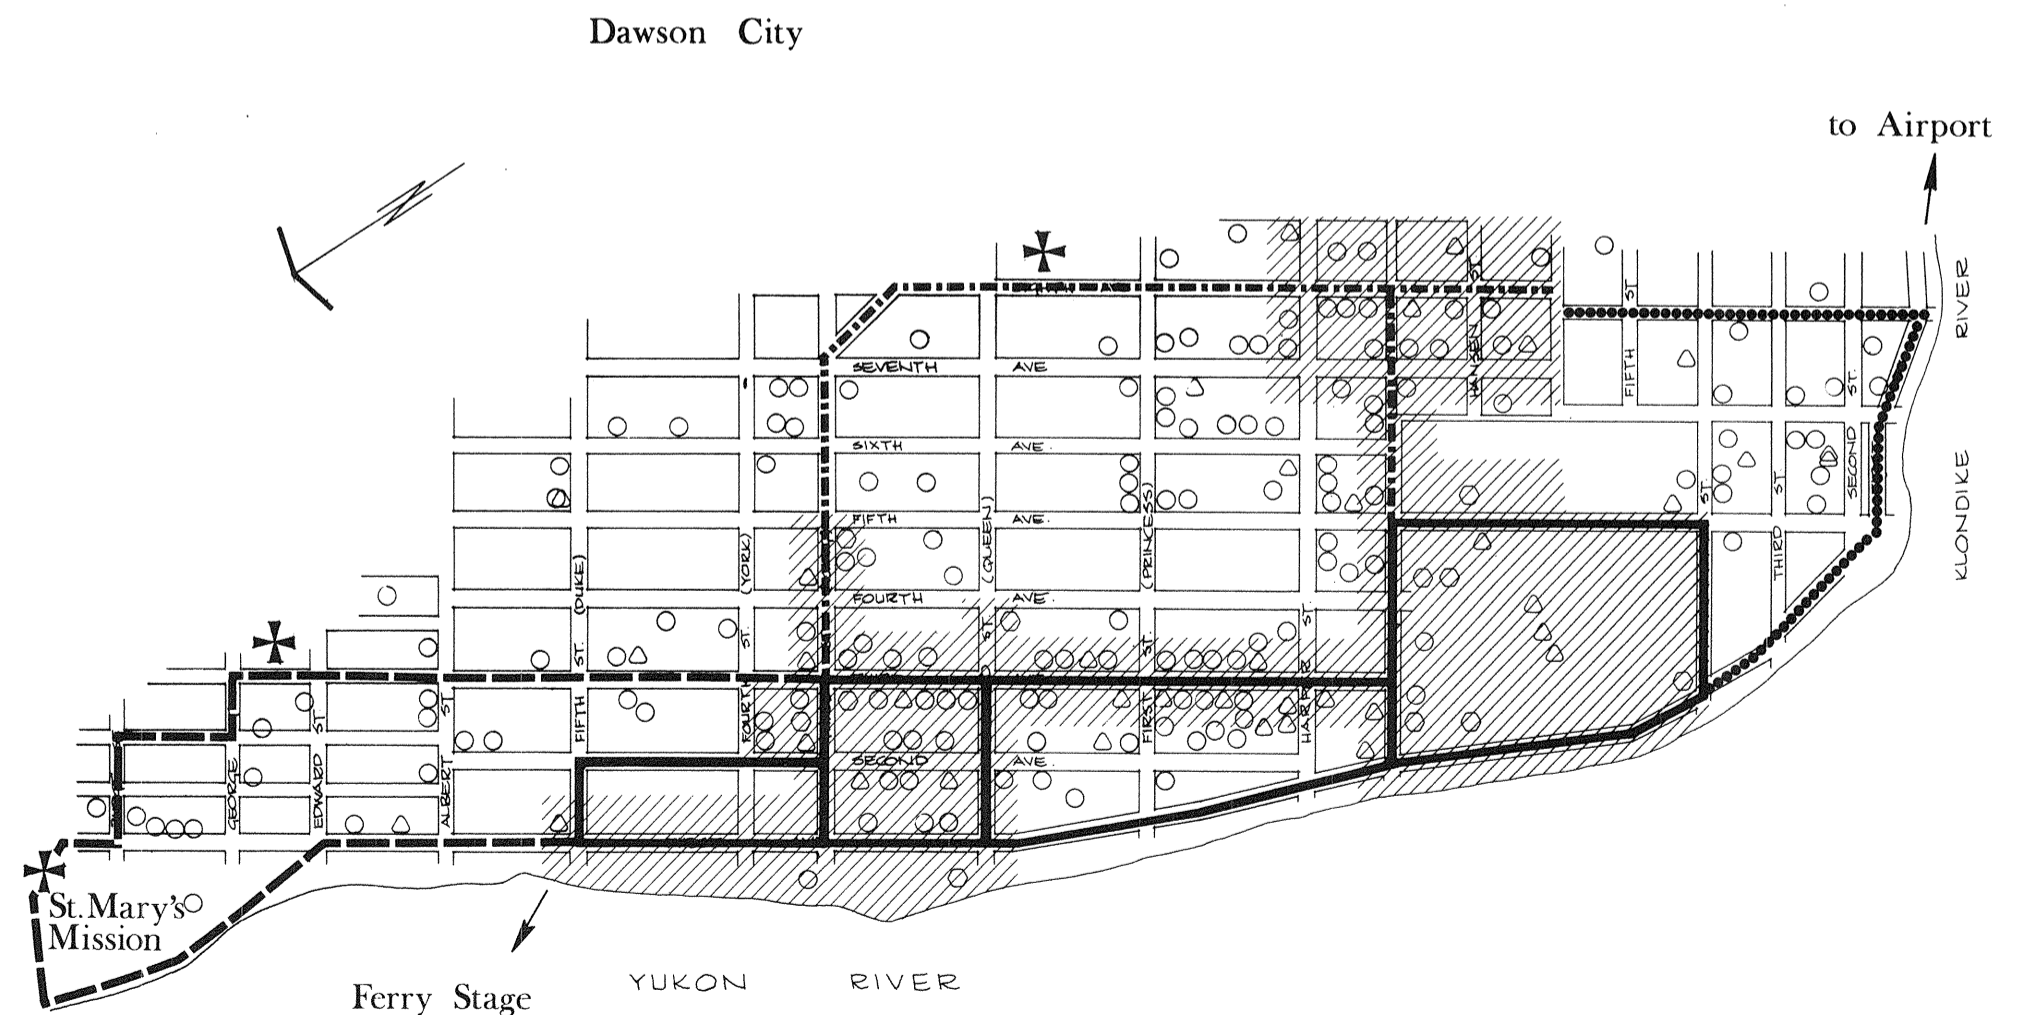 Dawson City
to Airport
RIVER
KLONDIKE
ST
HANSEN
ST
FIFTH
SEVENTH AVE
SIXTH AVE.
FIFTH AVE.
FOURTH AVE.
SECOND AVE.
SECOND ST.
THIRD ST.
ST.
HARPER ST.
FIRST ST. (PRINCESS)
ST. (QUEEN)
FOURTH ST. (YORK)
FIFTH ST. (DUKE)
ALBERT ST
EDWARD ST
GEORGE
St. Mary's
Mission
Ferry Stage
YUKON RIVER